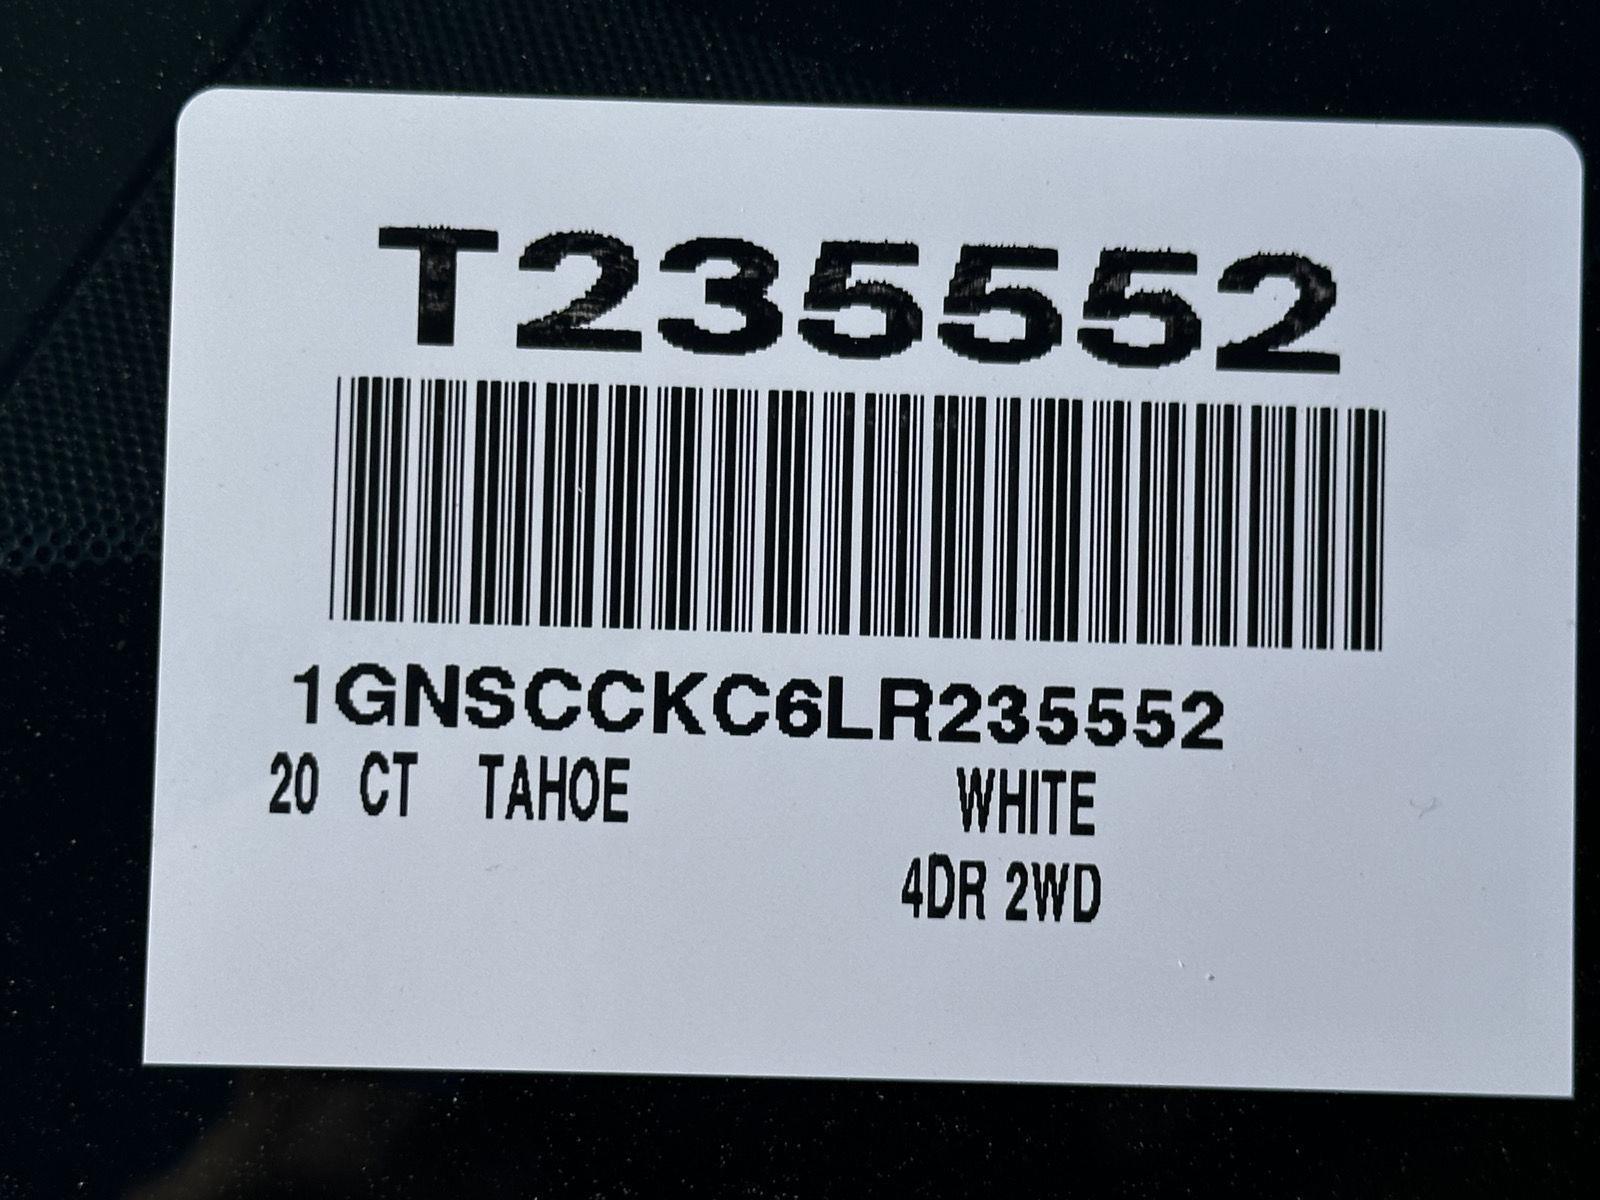 T235552
1GNSCCKC6LR235552
20 CT TAHOE WHITE
4DR 2WD